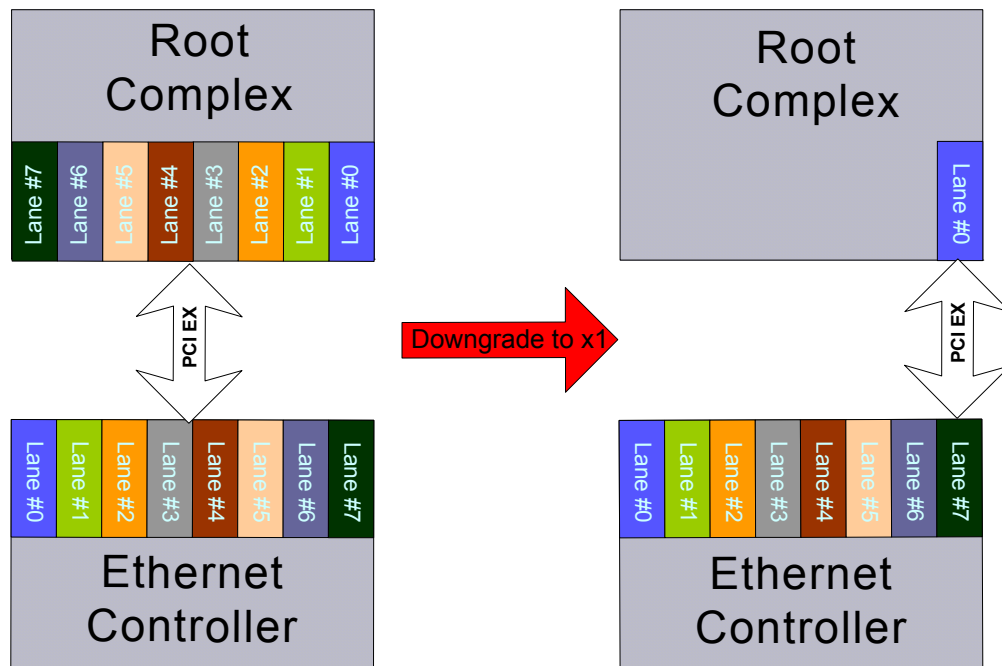 Root
Complex
Lane #7
Lane #6
Lane #5
Lane #4
Lane #3
Lane #2
Lane #1
Lane #0
PCI EX
Lane #0
Lane #1
Lane #2
Lane #3
Lane #4
Lane #5
Lane #6
Lane #7
Ethernet
Controller
Downgrade to x1
Root
Complex
Lane #0
PCI EX
Lane #0
Lane #1
Lane #2
Lane #3
Lane #4
Lane #5
Lane #6
Lane #7
Ethernet
Controller